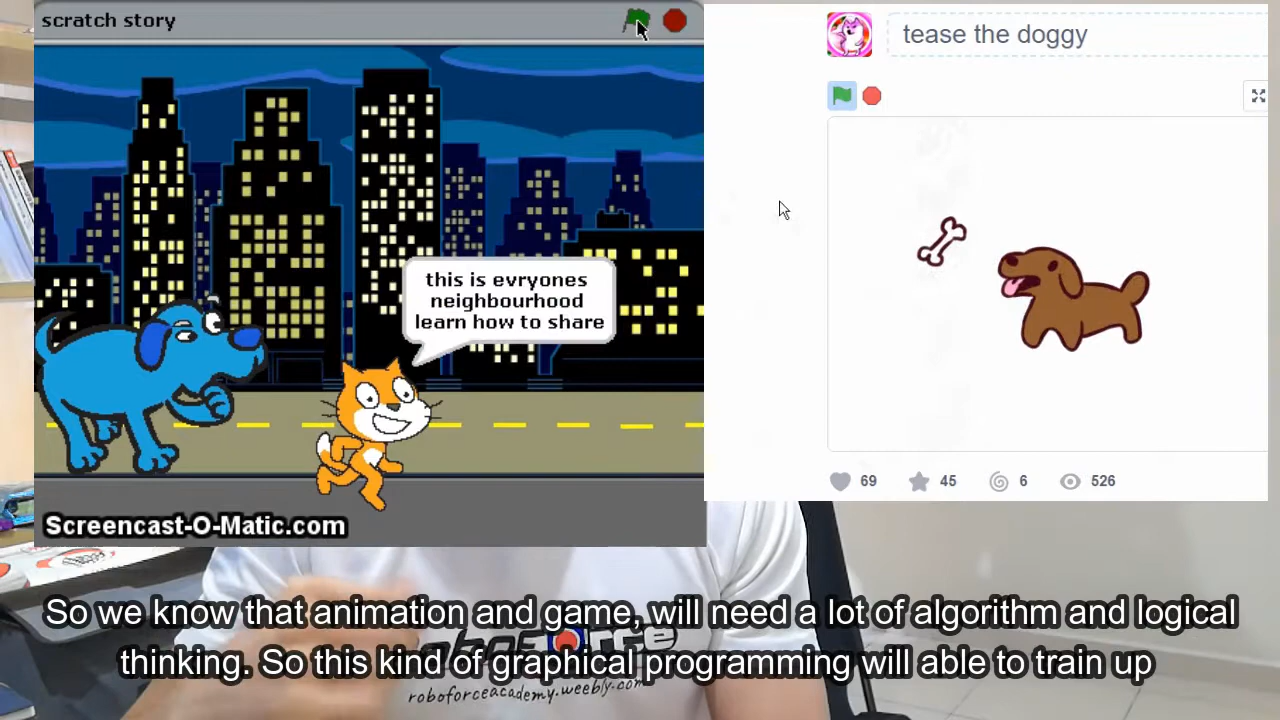 scratch story
tease the doggy
this is evryones
neighbourhood
learn how to share
69
45
6
526
Screencast-O-Matic.com
So we know that animation and game, will need a lot of algorithm and logical
thinking. So this kind of graphical programming will able to train up
roboforceacademy.weebly.com